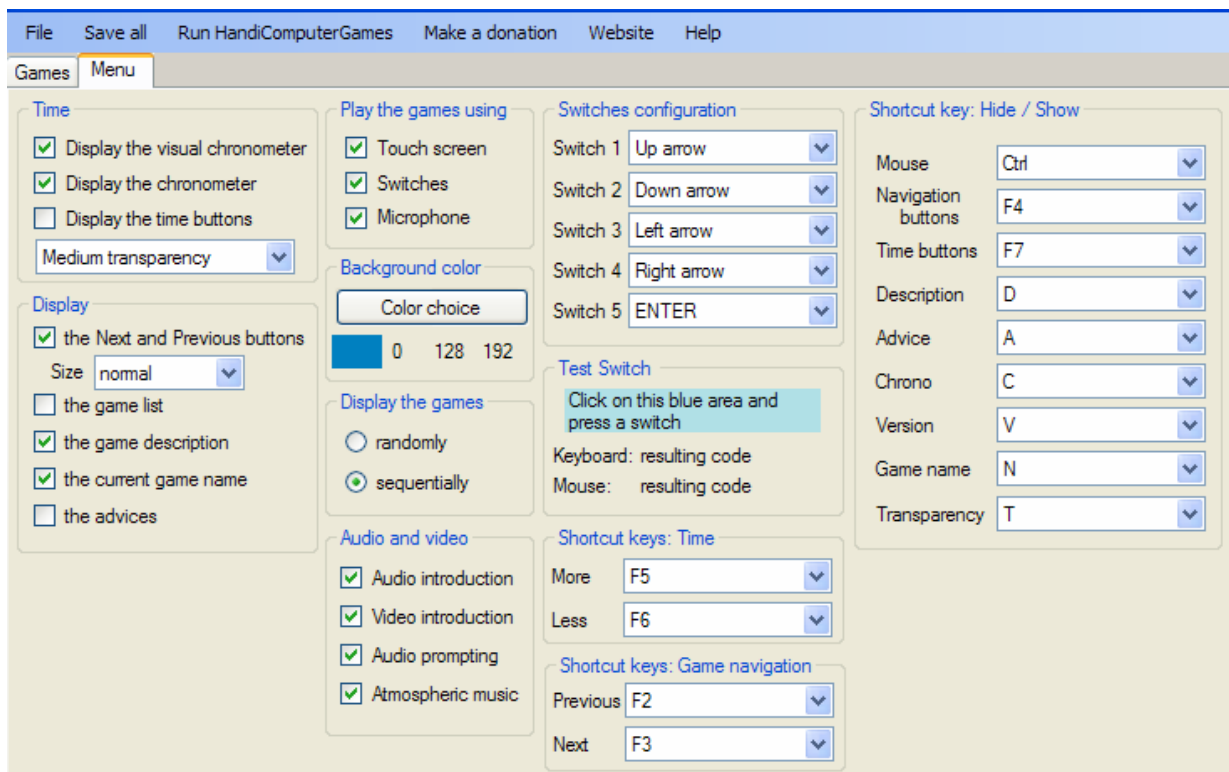 File Save all Run HandiComputerGames Make a donation Website Help
Games Menu
Time
Display the visual chronometer
Display the chronometer
Display the time buttons
Medium transparency
Display
the Next and Previous buttons
Size normal
the game list
the game description
the current game name
the advices
Play the games using
Touch screen
Switches
Microphone
Background color
Color choice
0 128 192
Display the games
randomly
sequentially
Audio and video
Audio introduction
Video introduction
Audio prompting
Atmospheric music
Switches configuration
Switch 1 Up arrow
Switch 2 Down arrow
Switch 3 Left arrow
Switch 4 Right arrow
Switch 5 ENTER
Test Switch
Click on this blue area and
press a switch
Keyboard: resulting code
Mouse: resulting code
Shortcut keys: Time
More F5
Less F6
Shortcut keys: Game navigation
Previous F2
Next F3
Shortcut key: Hide / Show
Mouse Ctrl
Navigation
buttons F4
Time buttons F7
Description D
Advice A
Chrono C
Version V
Game name N
Transparency T